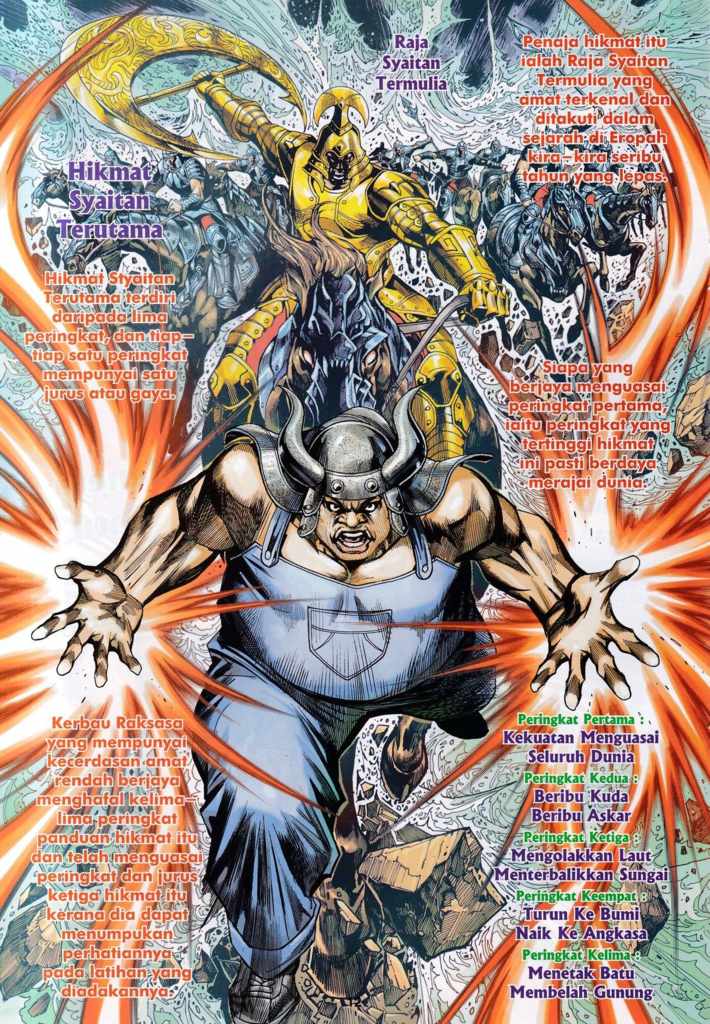 Raja
Syaitan
Termulia
Penaja hikmat itu
ialah Raja Syaitan
Termulia yang
amat terkenal dan
ditakuti dalam
sejarah di Eropah
kira-kira seribu
tahun yang lepas.
Hikmat
Syaitan
Terutama
Hikmat Styaitan
Terutama terdiri
daripada lima
peringkat, dan tiap-
tiap satu peringkat
mempunyai satu
jurus atau gaya.
Siapa yang
berjaya menguasai
peringkat pertama,
iaitu peringkat yang
tertinggi hikmat
ini pasti berdaya
merajai dunia.
Kerbau Raksasa
yang mempunyai
kecerdasan amat
rendah berjaya
menghafal kelima-
lima peringkat
panduan hikmat itu
dan telah menguasai
peringkat dan jurus
ketiga hikmat itu
kerana dia dapat
menumpukan
perhatiannya
pada latihan yang
diadakannya.
Peringkat Pertama :
Kekuatan Menguasai
Seluruh Dunia
Peringkat Kedua :
Beribu Kuda
Beribu Askar
Peringkat Ketiga :
Mengolakkan Laut
Menterbalikkan Sungai
Peringkat Keempat :
Turun Ke Bumi
Naik Ke Angkasa
Peringkat Kelima :
Menetak Batu
Membelah Gunung